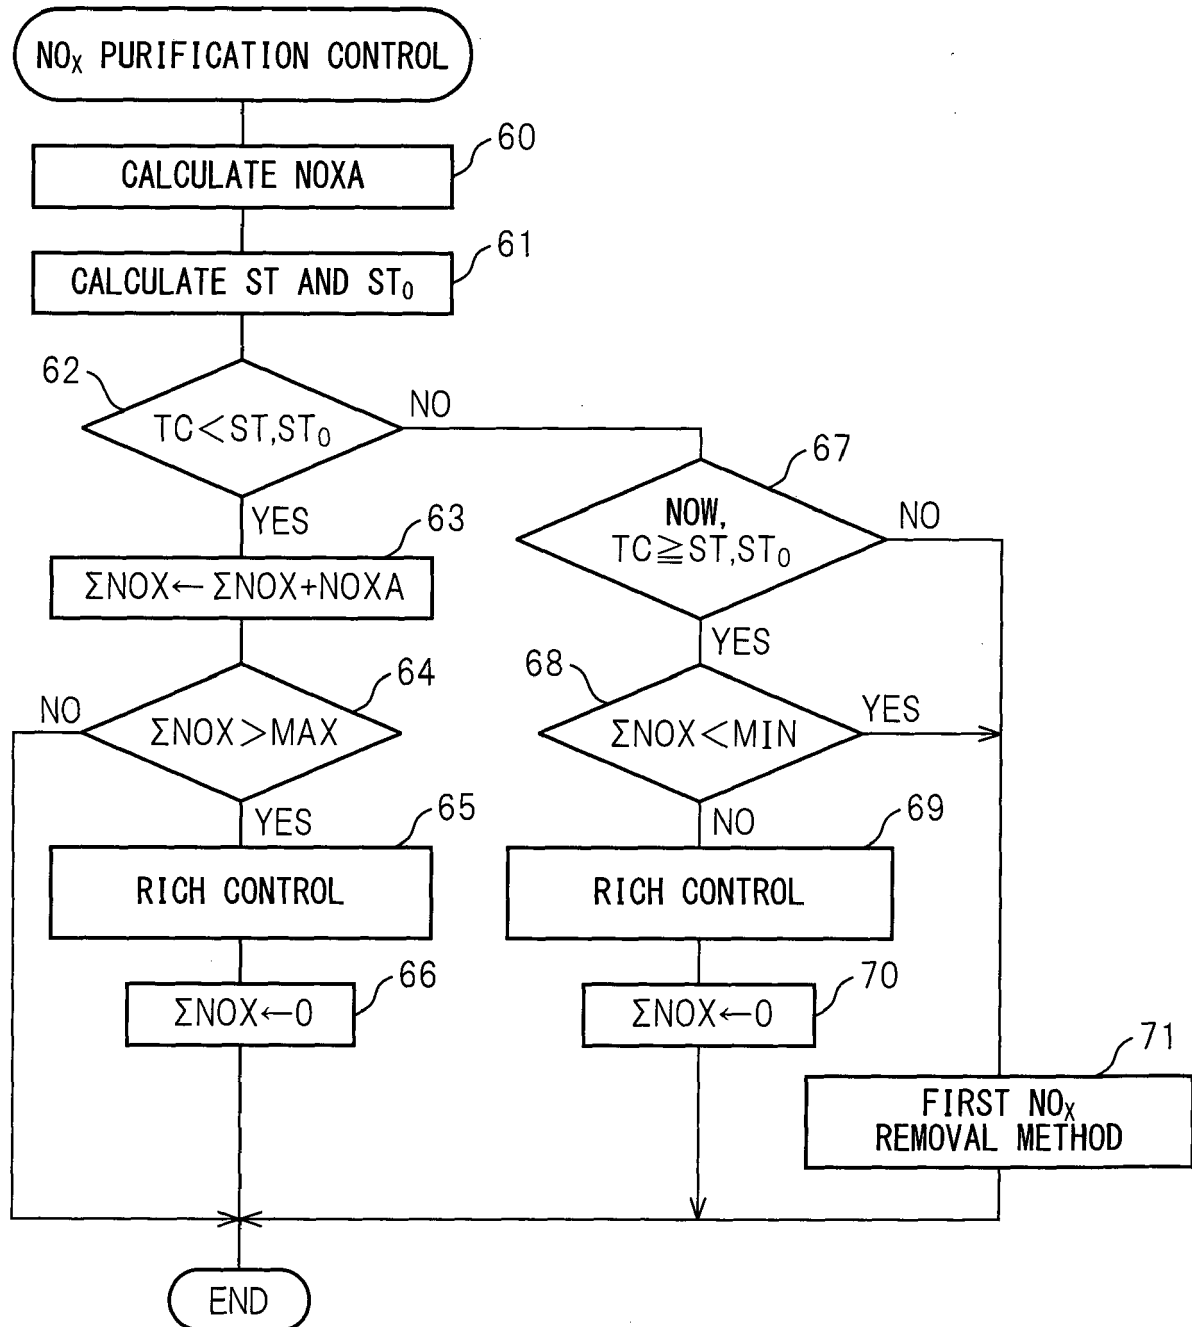 NOX PURIFICATION CONTROL
60
CALCULATE NOXA
61
CALCULATE ST AND ST0
62
TC<ST,ST0
NO
YES
63
ΣNOX←ΣNOX+NOXA
64
NO
ΣNOX>MAX
YES
65
RICH CONTROL
66
ΣNOX←0
67
NOW,
TC≧ST,ST0
NO
YES
68
ΣNOX<MIN
YES
NO
69
RICH CONTROL
70
ΣNOX←0
71
FIRST NOX
REMOVAL METHOD
END